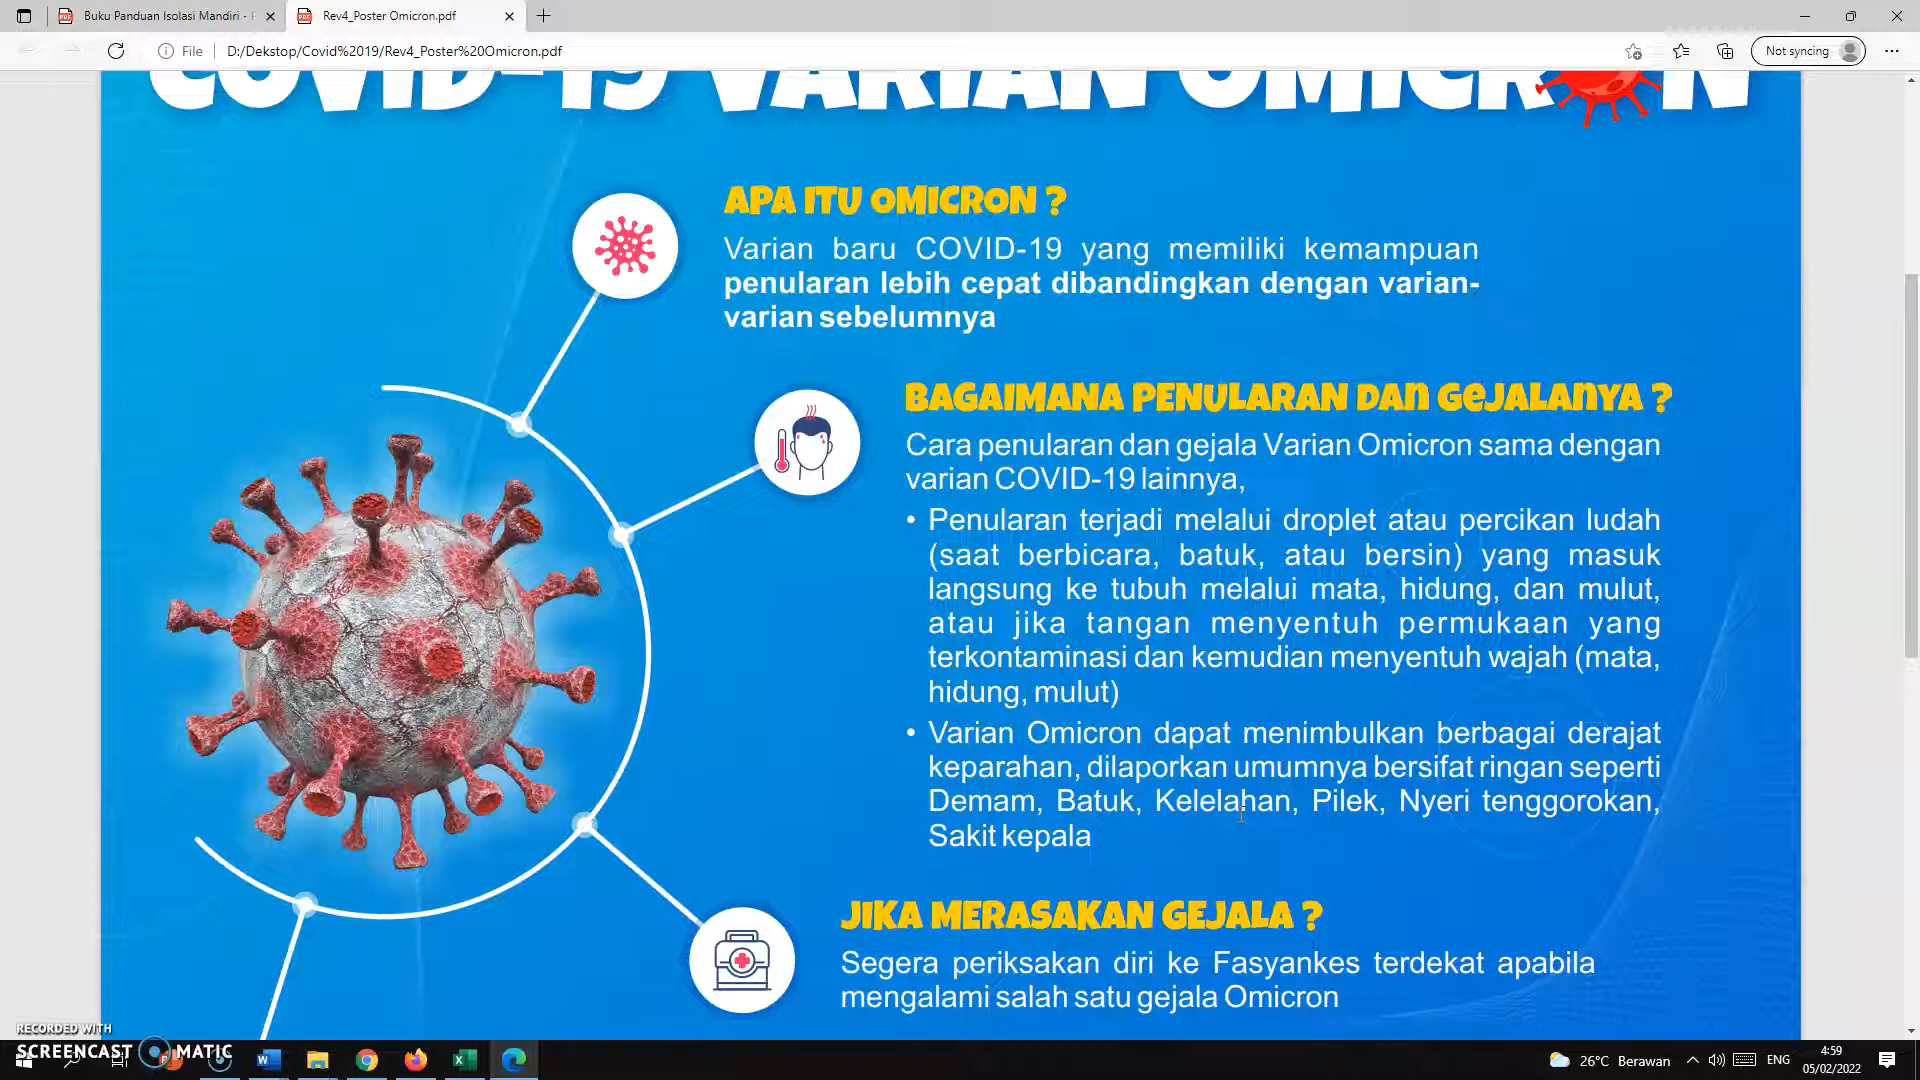 Buku Panduan Isolasi Mandiri -
Rev4_Poster Omicron.pdf
File
D:/Dekstop/Covid%2019/Rev4_Poster%20Omicron.pdf
Not syncing
COVID-19 VARIAN OMICRON
APA ITU OMICRON ?
Varian baru COVID-19 yang memiliki kemampuan
penularan lebih cepat dibandingkan dengan varian-
varian sebelumnya
BAGAIMANA PENULARAN DAN GEJALANYA ?
Cara penularan dan gejala Varian Omicron sama dengan
varian COVID-19 lainnya,
• Penularan terjadi melalui droplet atau percikan ludah
(saat berbicara, batuk, atau bersin) yang masuk
langsung ke tubuh melalui mata, hidung, dan mulut,
atau jika tangan menyentuh permukaan yang
terkontaminasi dan kemudian menyentuh wajah (mata,
hidung, mulut)
• Varian Omicron dapat menimbulkan berbagai derajat
keparahan, dilaporkan umumnya bersifat ringan seperti
Demam, Batuk, Kelelahan, Pilek, Nyeri tenggorokan,
Sakit kepala
JIKA MERASAKAN GEJALA ?
Segera periksakan diri ke Fasyankes terdekat apabila
mengalami salah satu gejala Omicron
RECORDED WITH
SCREENCAST MATIC
26°C Berawan
ENG
4:59
05/02/2022